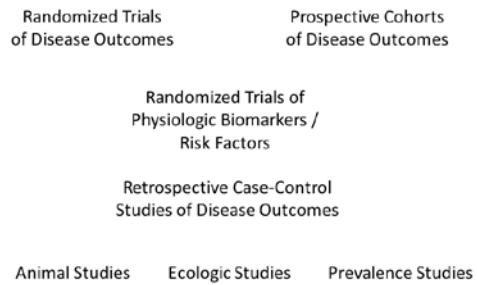 Randomized Trials
of Disease Outcomes
Prospective Cohorts
of Disease Outcomes
Randomized Trials of
Physiologic Biomarkers /
Risk Factors
Retrospective Case-Control
Studies of Disease Outcomes
Animal Studies
Ecologic Studies
Prevalence Studies